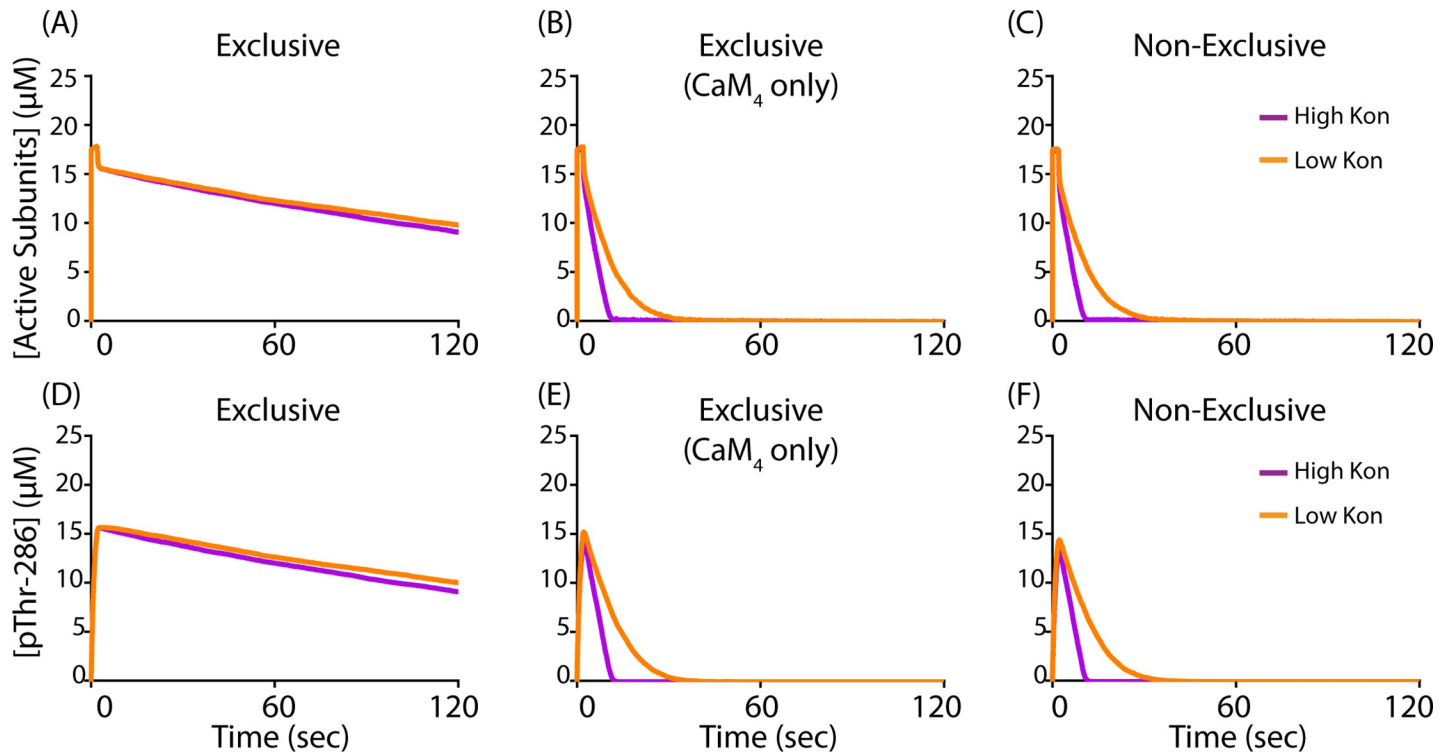 (A)
Exclusive
[Active Subunits] (µM)
25
20
15
10
5
0
0
60
120
(B)
Exclusive
(CaM₄ only)
25
20
15
10
5
0
0
60
120
(C)
Non-Exclusive
25
20
15
10
5
0
0
60
120
High Kon
Low Kon
(D)
Exclusive
[pThr-286] (µM)
25
20
15
10
5
0
0
60
120
Time (sec)
(E)
Exclusive
(CaM₄ only)
25
20
15
10
5
0
0
60
120
Time (sec)
(F)
Non-Exclusive
25
20
15
10
5
0
0
60
120
Time (sec)
High Kon
Low Kon